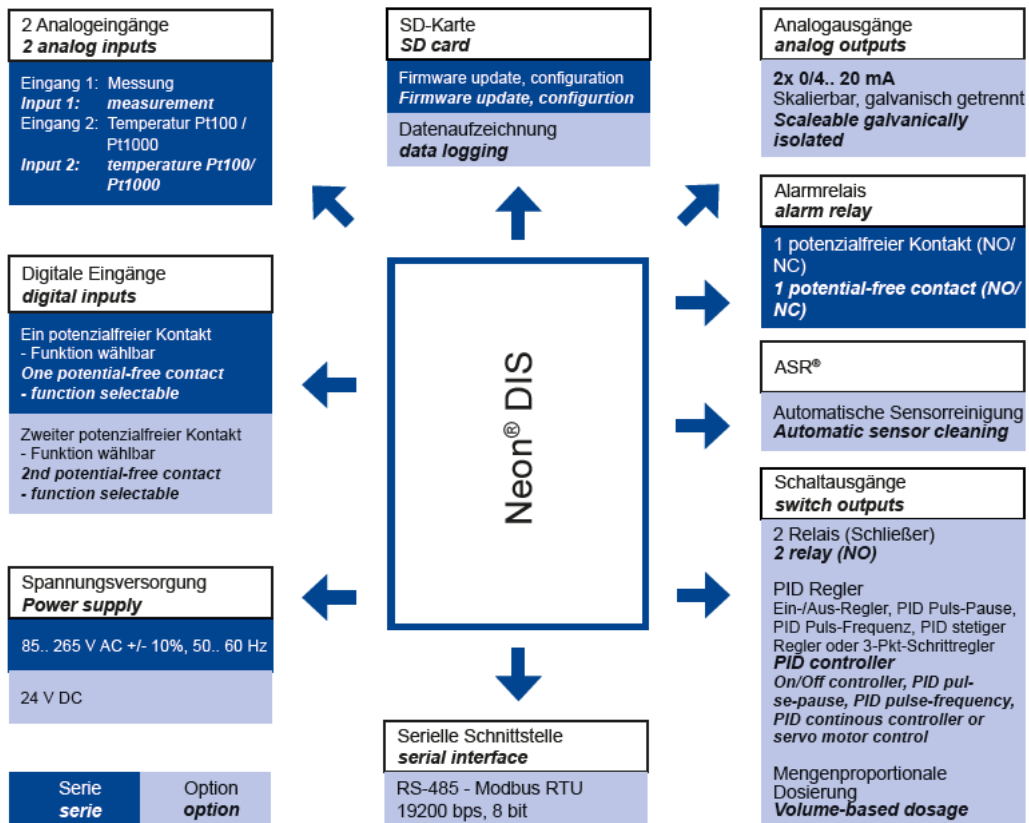 2 Analogeingänge
2 analog inputs
Eingang 1: Messung
Input 1: measurement
Eingang 2: Temperatur Pt100 /
Pt1000
Input 2: temperature Pt100/
Pt1000
Digitale Eingänge
digital inputs
Ein potenzialfreier Kontakt
- Funktion wählbar
One potential-free contact
- function selectable
Zweiter potenzialfreier Kontakt
- Funktion wählbar
2nd potential-free contact
- function selectable
Spannungsversorgung
Power supply
85.. 265 V AC +/- 10%, 50.. 60 Hz
24 V DC
Serie
serie
Option
option
SD-Karte
SD card
Firmware update, configuration
Firmware update, configurtion
Datenaufzeichnung
data logging
Neon® DIS
Serielle Schnittstelle
serial interface
RS-485 - Modbus RTU
19200 bps, 8 bit
Analogausgänge
analog outputs
2x 0/4.. 20 mA
Skalierbar, galvanisch getrennt
Scaleable galvanically
isolated
Alarmrelais
alarm relay
1 potenzialfreier Kontakt (NO/
NC)
1 potential-free contact (NO/
NC)
ASR®
Automatische Sensorreinigung
Automatic sensor cleaning
Schaltausgänge
switch outputs
2 Relais (Schließer)
2 relay (NO)
PID Regler
Ein-/Aus-Regler, PID Puls-Pause,
PID Puls-Frequenz, PID stetiger
Regler oder 3-Pkt-Schrittregler
PID controller
On/Off controller, PID pul-
se-pause, PID pulse-frequency,
PID continous controller or
servo motor control
Mengenproportionale
Dosierung
Volume-based dosage